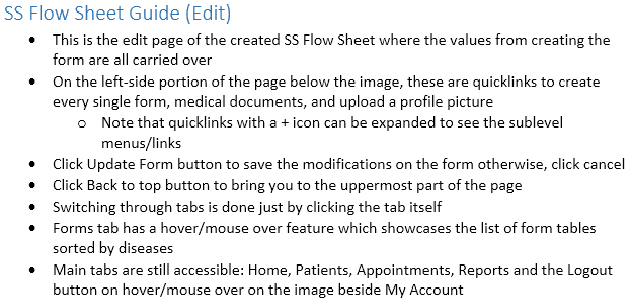 SS Flow Sheet Guide (Edit)
• This is the edit page of the created SS Flow Sheet where the values from creating the
form are all carried over
• On the left-side portion of the page below the image, these are quicklinks to create
every single form, medical documents, and upload a profile picture
o Note that quicklinks with a + icon can be expanded to see the sublevel
menus/links
• Click Update Form button to save the modifications on the form otherwise, click cancel
• Click Back to top button to bring you to the uppermost part of the page
• Switching through tabs is done just by clicking the tab itself
• Forms tab has a hover/mouse over feature which showcases the list of form tables
sorted by diseases
• Main tabs are still accessible: Home, Patients, Appointments, Reports and the Logout
button on hover/mouse over on the image beside My Account